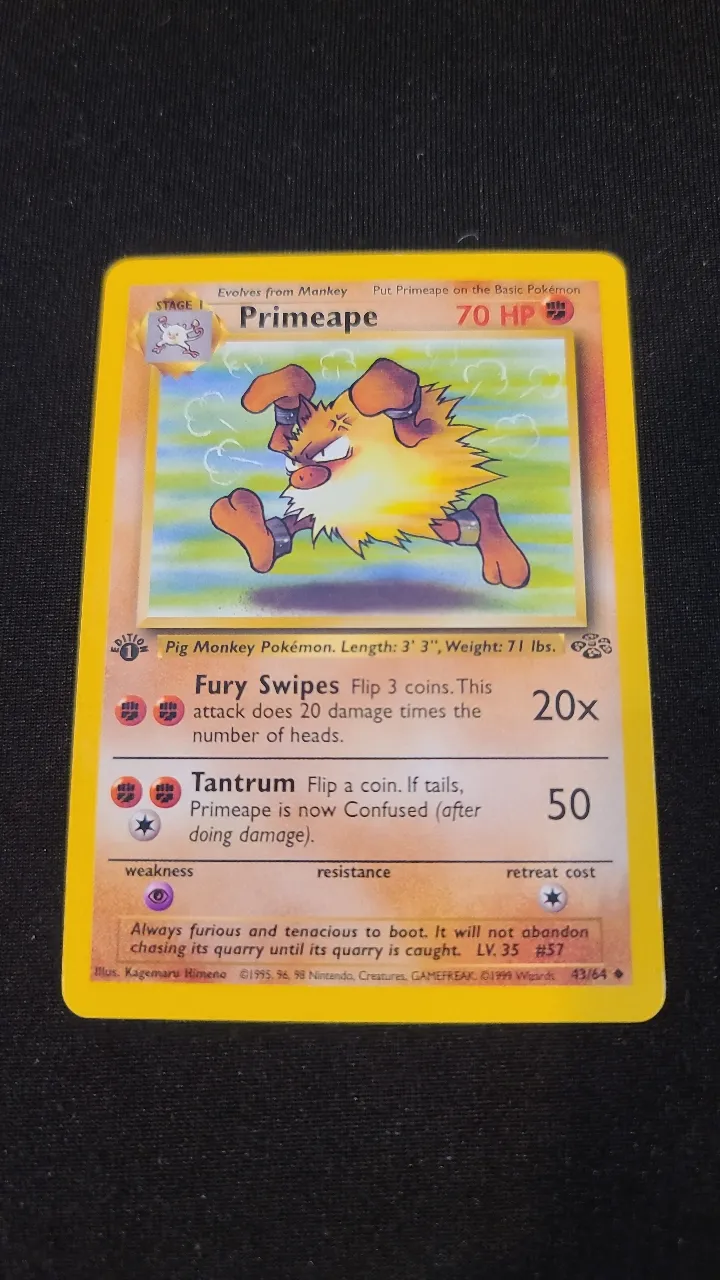 Evolves from Mankey Put Primeape on the Basic Pokémon
STAGE 1
Primeape 70 HP
EDITION 1
Pig Monkey Pokémon. Length: 3' 3", Weight: 71 lbs.
Fury Swipes Flip 3 coins. This
attack does 20 damage times the
number of heads.
20x
Tantrum Flip a coin. If tails,
Primeape is now Confused (after
doing damage).
50
weakness resistance retreat cost
Always furious and tenacious to boot. It will not abandon
chasing its quarry until its quarry is caught. LV. 35 #57
Illus. Kagemaru Himeno ©1995, 96, 98 Nintendo, Creatures, GAMEFREAK. ©1999 Wizards. 43/64